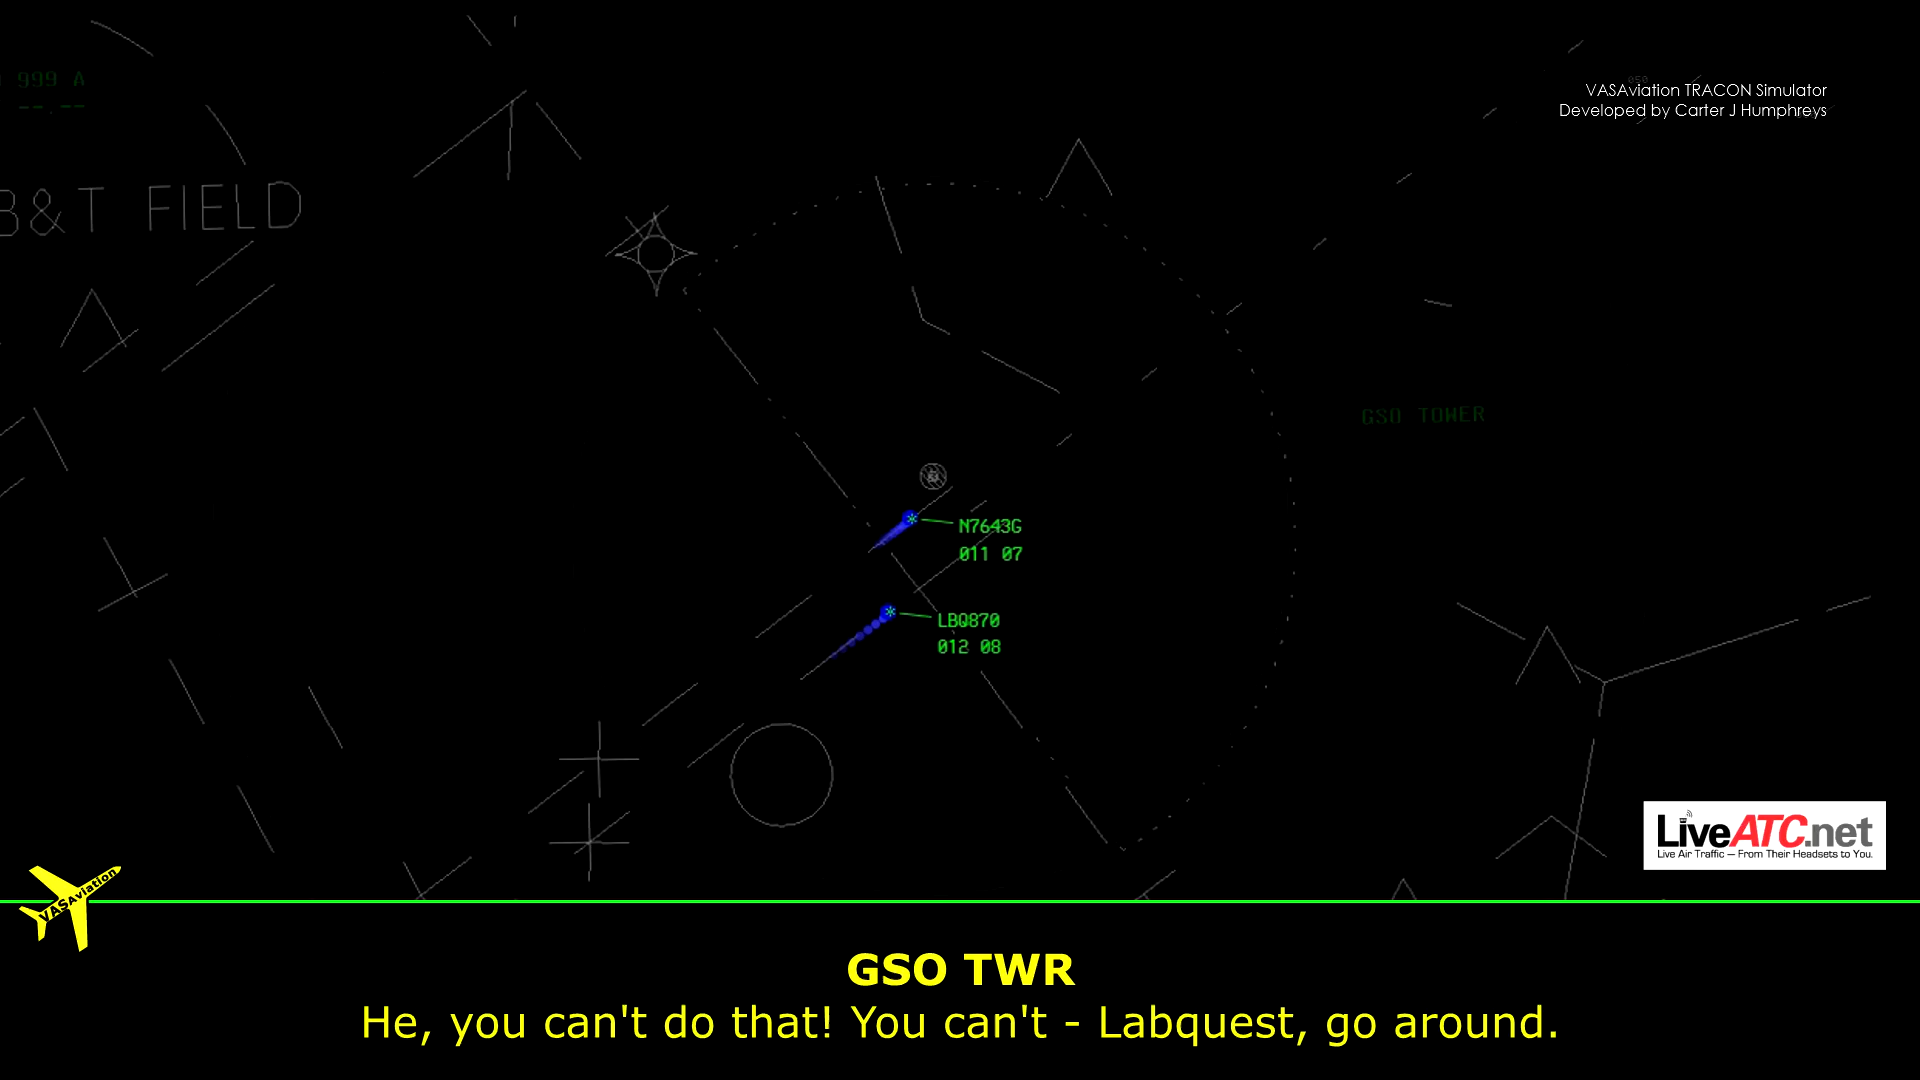 999 A
VASAviation TRACON Simulator
Developed by Carter J Humphreys
B&T FIELD
GSO TOWER
N7643G
011 07
LBQ870
012 08
LiveATC.net
Live Air Traffic – From Their Headsets to You.
VASAviation
GSO TWR
He, you can't do that! You can't - Labquest, go around.